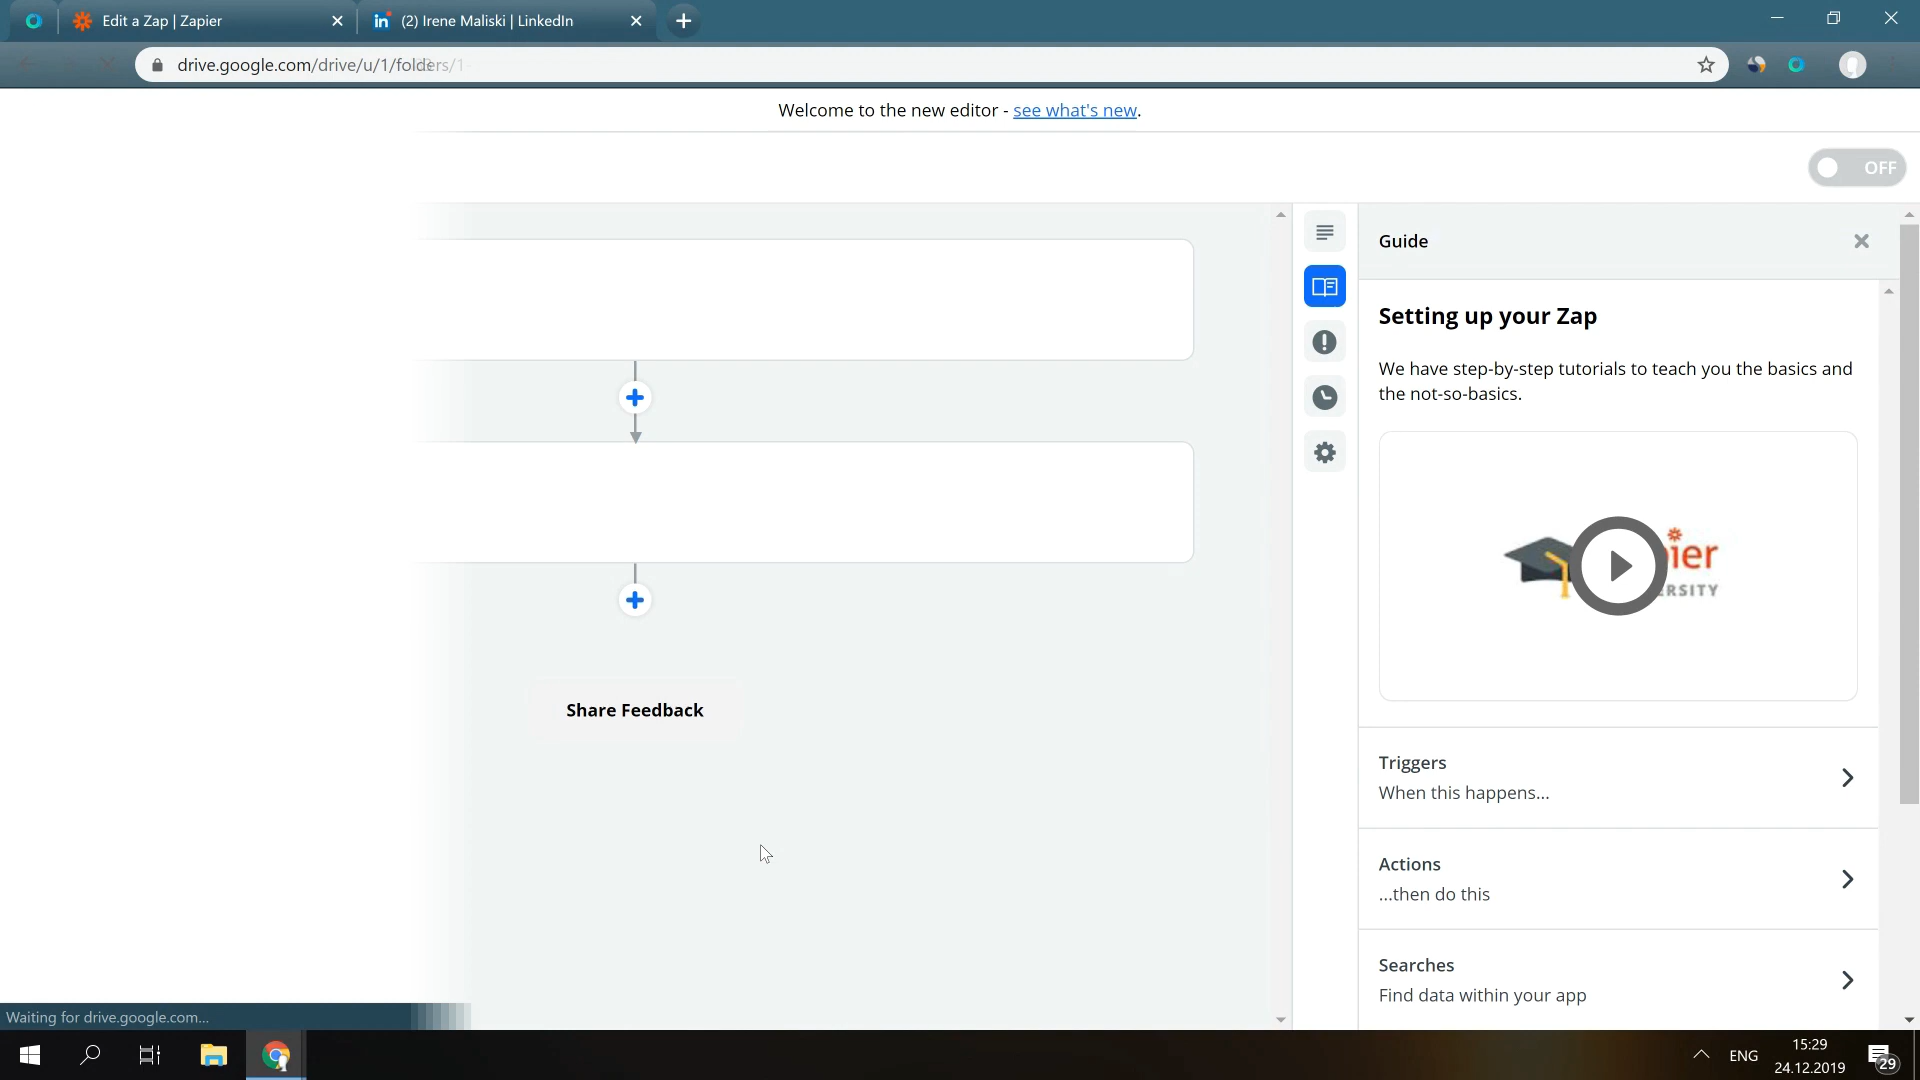 Edit a Zap | Zapier
(2) Irene Maliski | LinkedIn
drive.google.com/drive/u/1/folders/1-
Welcome to the new editor - see what's new.
OFF
Guide
Setting up your Zap
We have step-by-step tutorials to teach you the basics and
the not-so-basics.
Share Feedback
Triggers
When this happens...
Actions
...then do this
Searches
Find data within your app
Waiting for drive.google.com...
ENG
15:29
24.12.2019
29